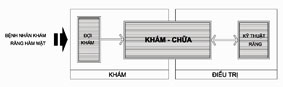 BỆNH NHÂN KHÁM
RĂNG HÀM MẶT
ĐỢI
KHÁM
KHÁM - CHỮA
KỸ THUẬT
RĂNG
KHÁM
ĐIỀU TRỊ